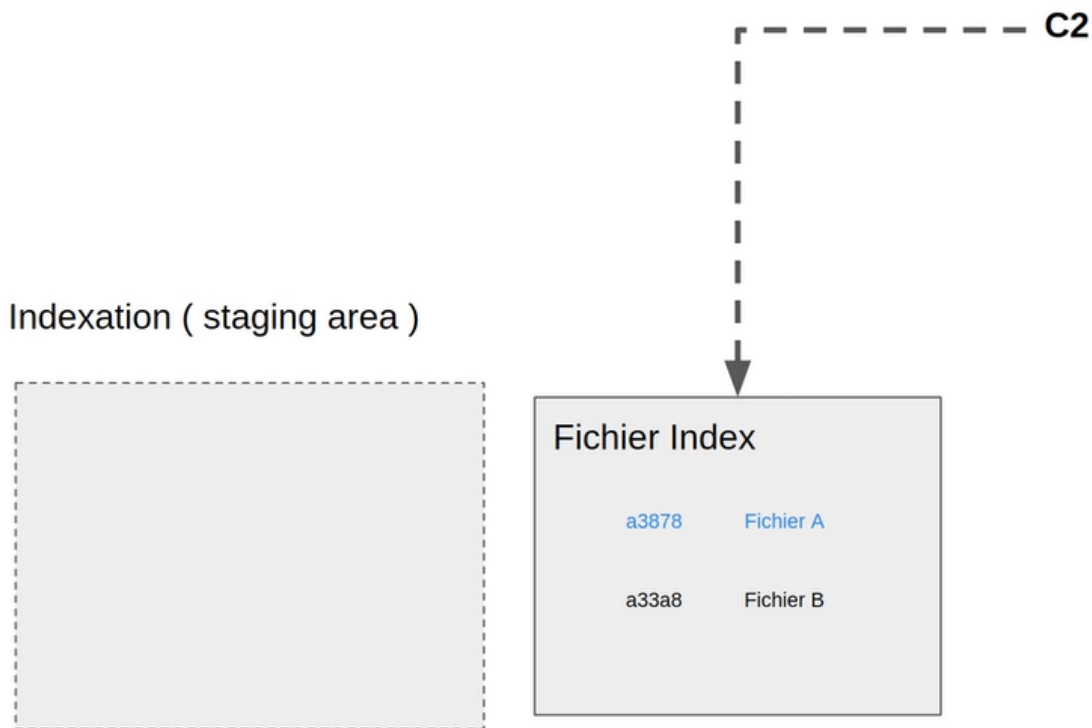 C2
Indexation ( staging area )
Fichier Index
a3878 Fichier A
a33a8 Fichier B